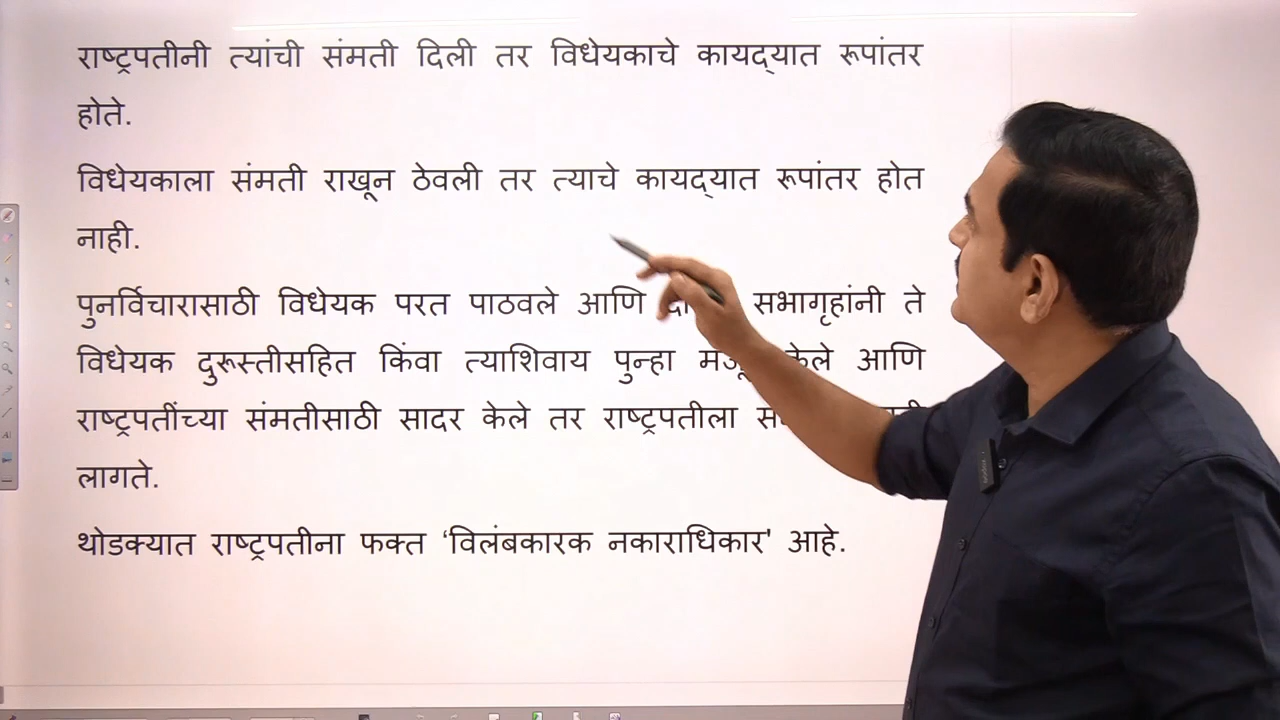 राष्ट्रपतीनी त्यांची संमती दिली तर विधेयकाचे कायद्यात रूपांतर
होते.
विधेयकाला संमती राखून ठेवली तर त्याचे कायद्यात रूपांतर होत
नाही.
पुनर्विचारासाठी विधेयक परत पाठवले आणि सभागृहांनी ते
विधेयक दुरूस्तीसहित किंवा त्याशिवाय पुन्हा केले आणि
राष्ट्रपतींच्या संमतीसाठी सादर केले तर राष्ट्रपतीला
लागते.
थोडक्यात राष्ट्रपतीना फक्त ‘विलंबकारक नकाराधिकार' आहे.